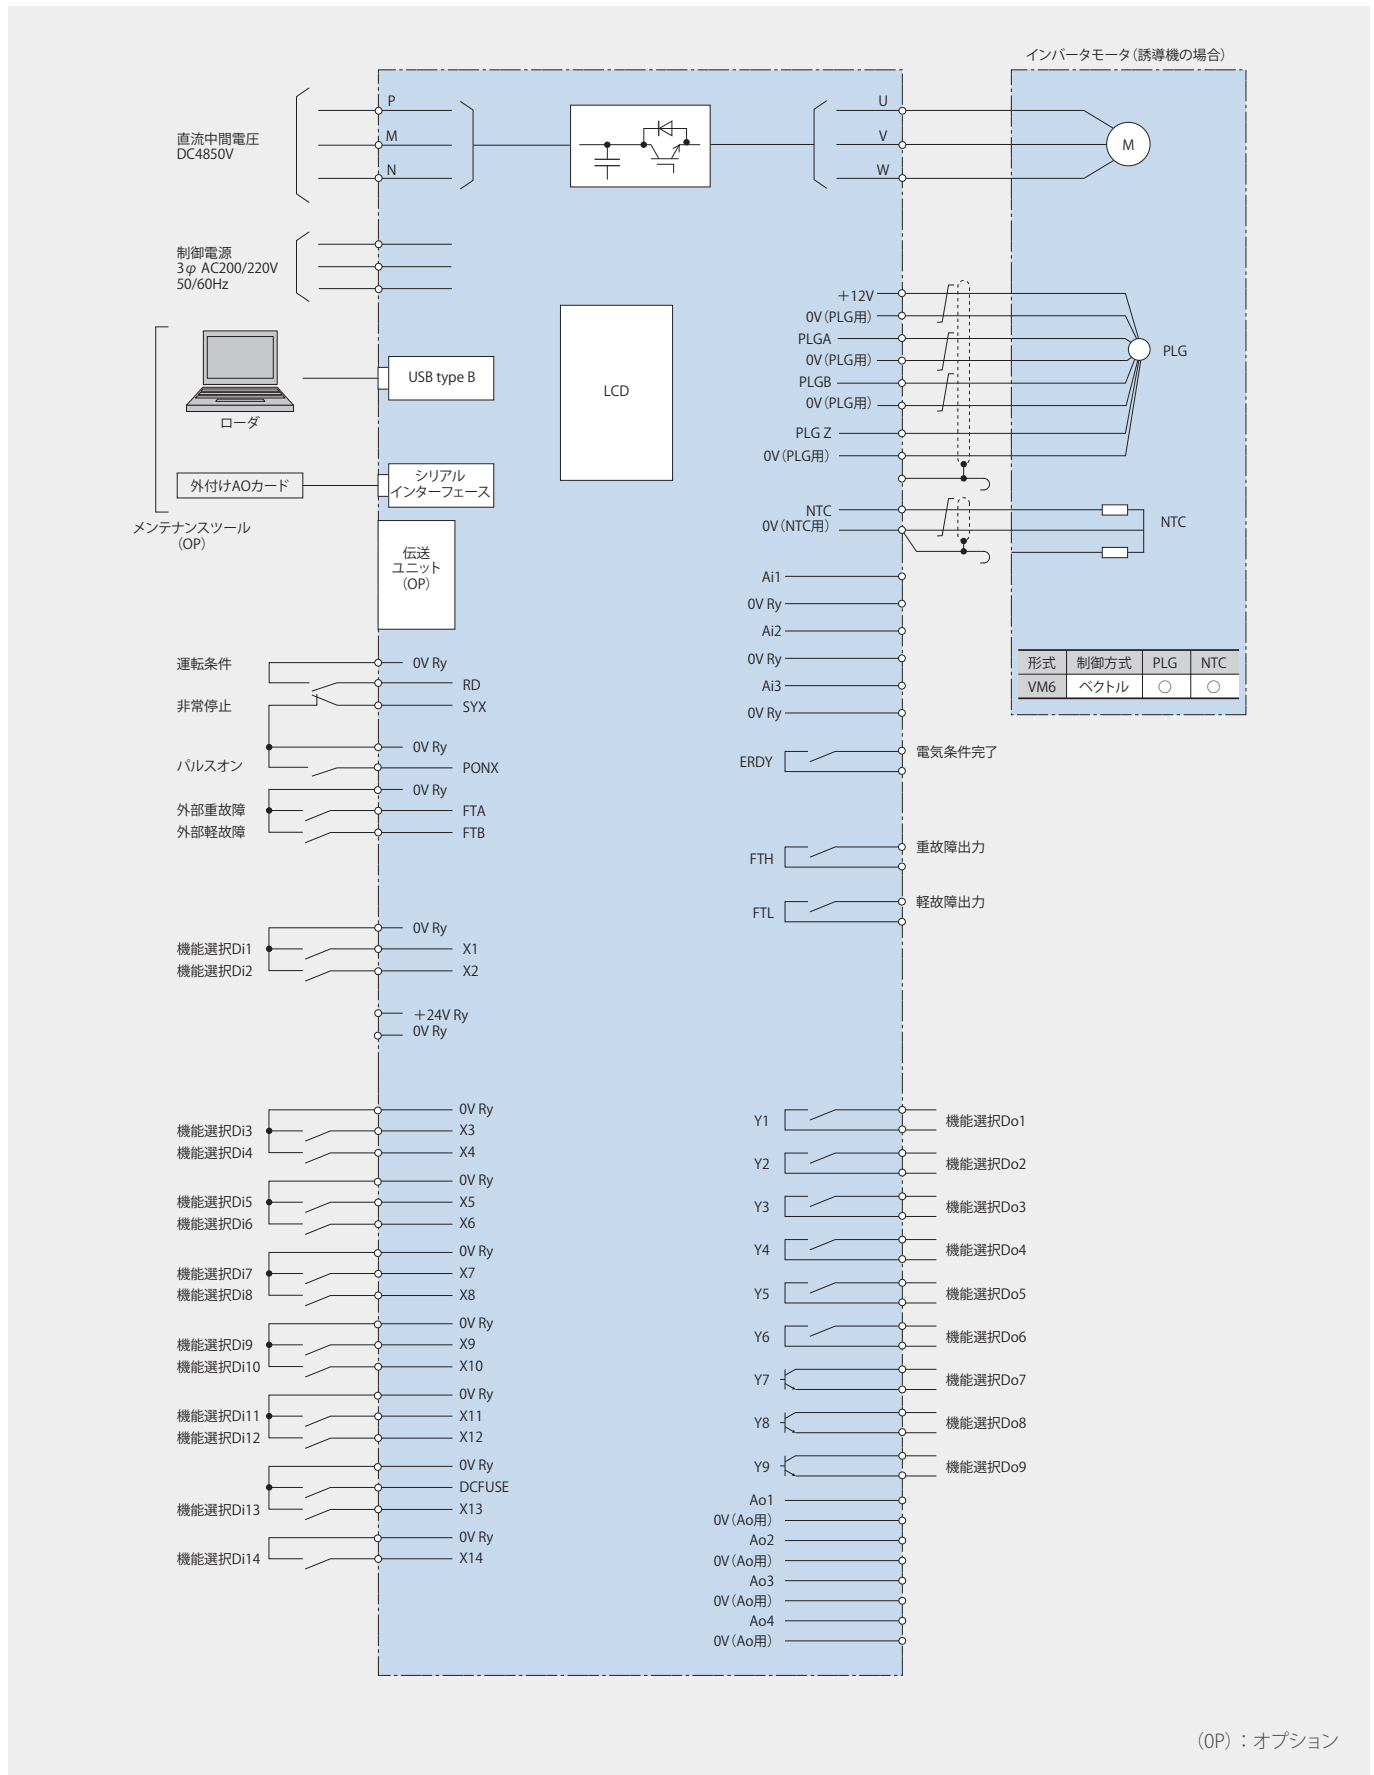 インバータモータ(誘導機の場合)
直流中間電圧
DC4850V
P
M
N
U
V
W
M
制御電源
3φ AC200/220V
50/60Hz
ローダ
USB type B
外付けAOカード
シリアル
インターフェース
メンテナンスツール
(OP)
伝送
ユニット
(OP)
LCD
+12V
0V(PLG用)
PLGA
0V(PLG用)
PLGB
0V(PLG用)
PLG Z
0V(PLG用)
PLG
NTC
0V(NTC用)
NTC
Ai1
0V Ry
Ai2
0V Ry
Ai3
0V Ry
形式 制御方式 PLG NTC
VM6 ベクトル ○ ○
運転条件
0V Ry
RD
非常停止
SYX
0V Ry
パルスオン
PONX
0V Ry
外部重故障
FTA
外部軽故障
FTB
ERDY
電気条件完了
FTH
重故障出力
FTL
軽故障出力
0V Ry
機能選択Di1
X1
機能選択Di2
X2
+24V Ry
0V Ry
0V Ry
機能選択Di3
X3
機能選択Di4
X4
0V Ry
機能選択Di5
X5
機能選択Di6
X6
0V Ry
機能選択Di7
X7
機能選択Di8
X8
0V Ry
機能選択Di9
X9
機能選択Di10
X10
0V Ry
機能選択Di11
X11
機能選択Di12
X12
0V Ry
DCFUSE
機能選択Di13
X13
0V Ry
機能選択Di14
X14
Y1
機能選択Do1
Y2
機能選択Do2
Y3
機能選択Do3
Y4
機能選択Do4
Y5
機能選択Do5
Y6
機能選択Do6
Y7
機能選択Do7
Y8
機能選択Do8
Y9
機能選択Do9
Ao1
0V(Ao用)
Ao2
0V(Ao用)
Ao3
0V(Ao用)
Ao4
0V(Ao用)
(OP):オプション